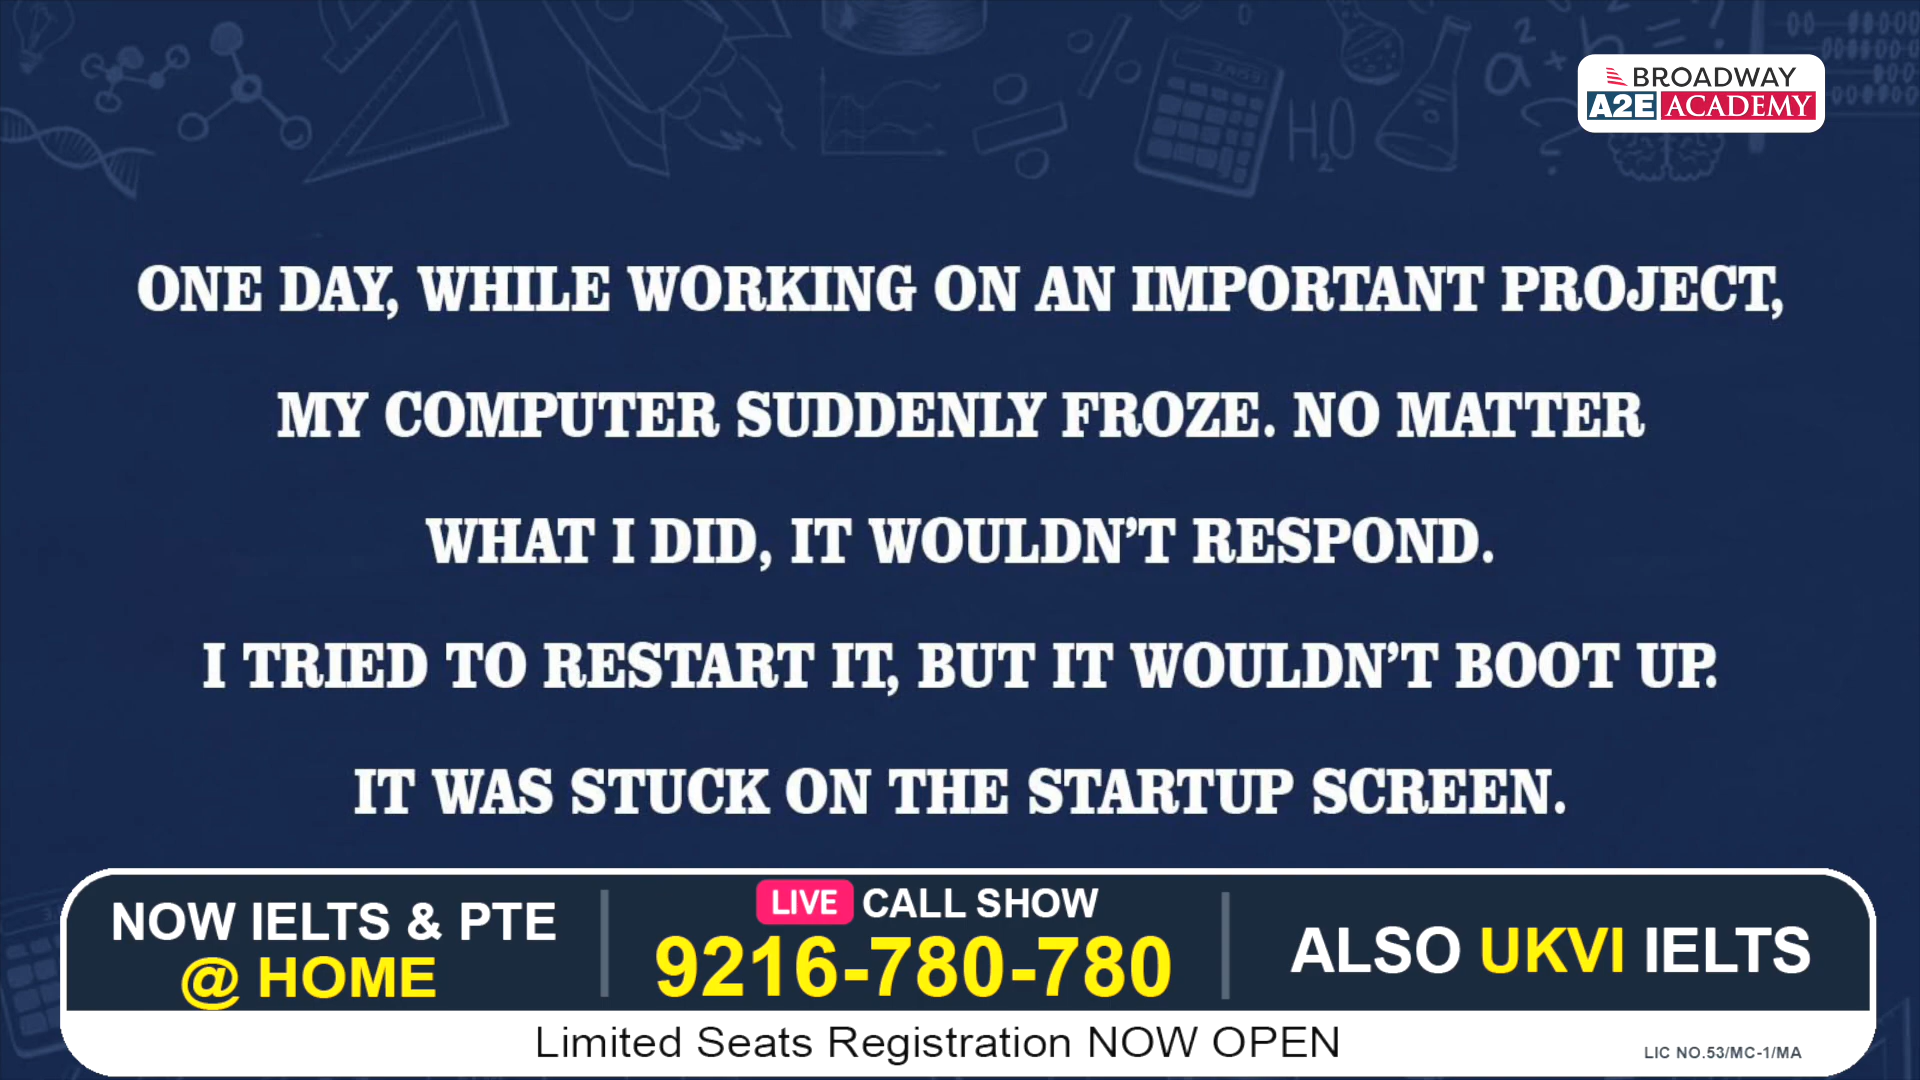 BROADWAY
A2E ACADEMY
ONE DAY, WHILE WORKING ON AN IMPORTANT PROJECT,
MY COMPUTER SUDDENLY FROZE. NO MATTER
WHAT I DID, IT WOULDN'T RESPOND.
I TRIED TO RESTART IT, BUT IT WOULDN'T BOOT UP.
IT WAS STUCK ON THE STARTUP SCREEN.
NOW IELTS & PTE
@ HOME
LIVE CALL SHOW
9216-780-780
ALSO UKVI IELTS
Limited Seats Registration NOW OPEN
LIC NO.53/MC-1/MA
H2O